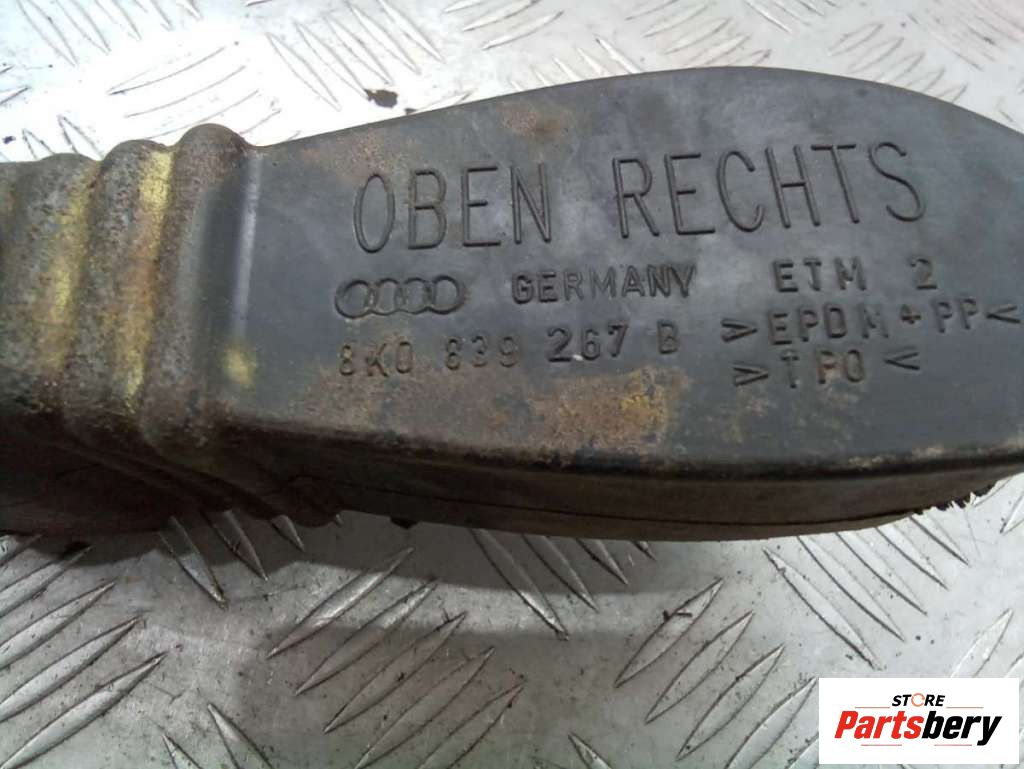 OBEN RECHTS
GERMANY ETM 2
8K0 839 267 B >EPDM+PP<
>TPO<
STORE
Partsbery